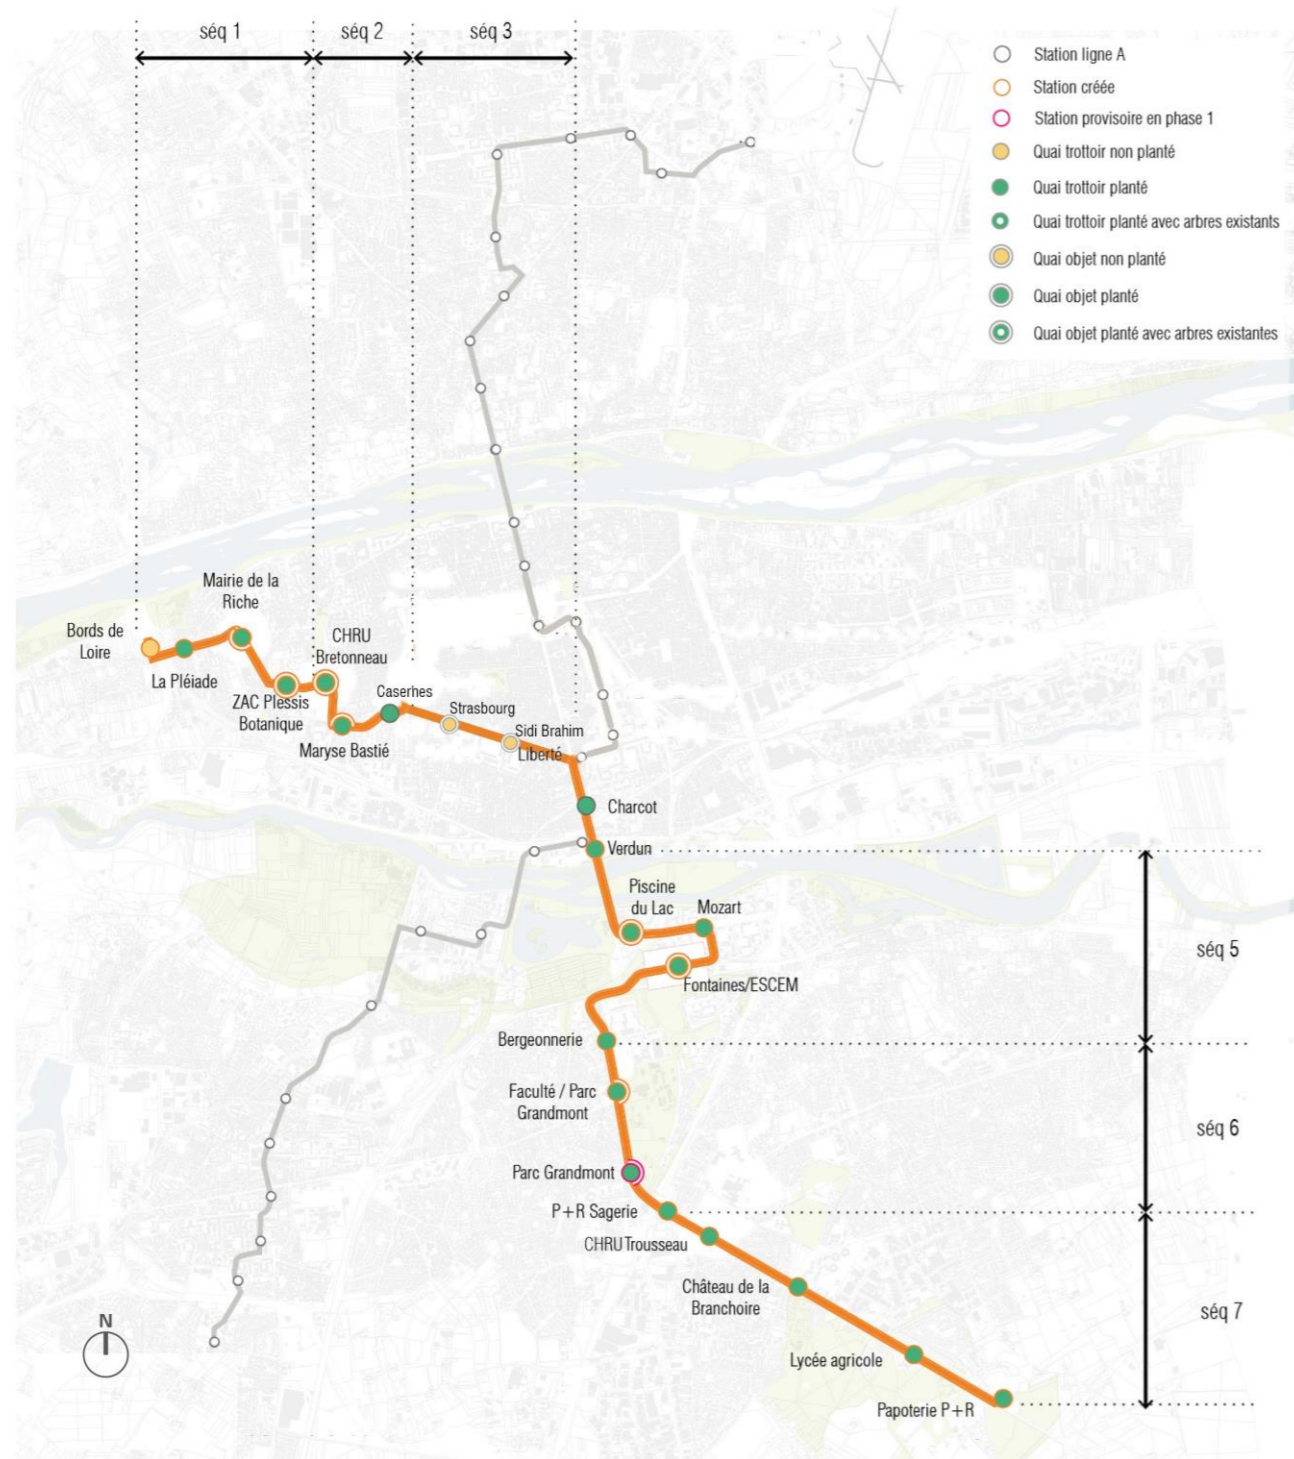 séq 1
séq 2
séq 3
Station ligne A
Station créée
Station provisoire en phase 1
Quai trottoir non planté
Quai trottoir planté
Quai trottoir planté avec arbres existants
Quai objet non planté
Quai objet planté
Quai objet planté avec arbres existantes
Mairie de la
Riche
Bords de
Loire
La Pléiade
CHRU
Bretonneau
ZAC Plessis
Botanique
Maryse Bastié
Caserhes
Strasbourg
Sidi Brahim
Liberté
Charcot
Verdun
Piscine
du Lac
Mozart
Fontaines/ESCEM
séq 5
Bergeonnerie
Faculté / Parc
Grandmont
séq 6
Parc Grandmont
P+R Sagerie
CHRU Trousseau
Château de la
Branchoire
séq 7
Lycée agricole
Papoterie P+R
N